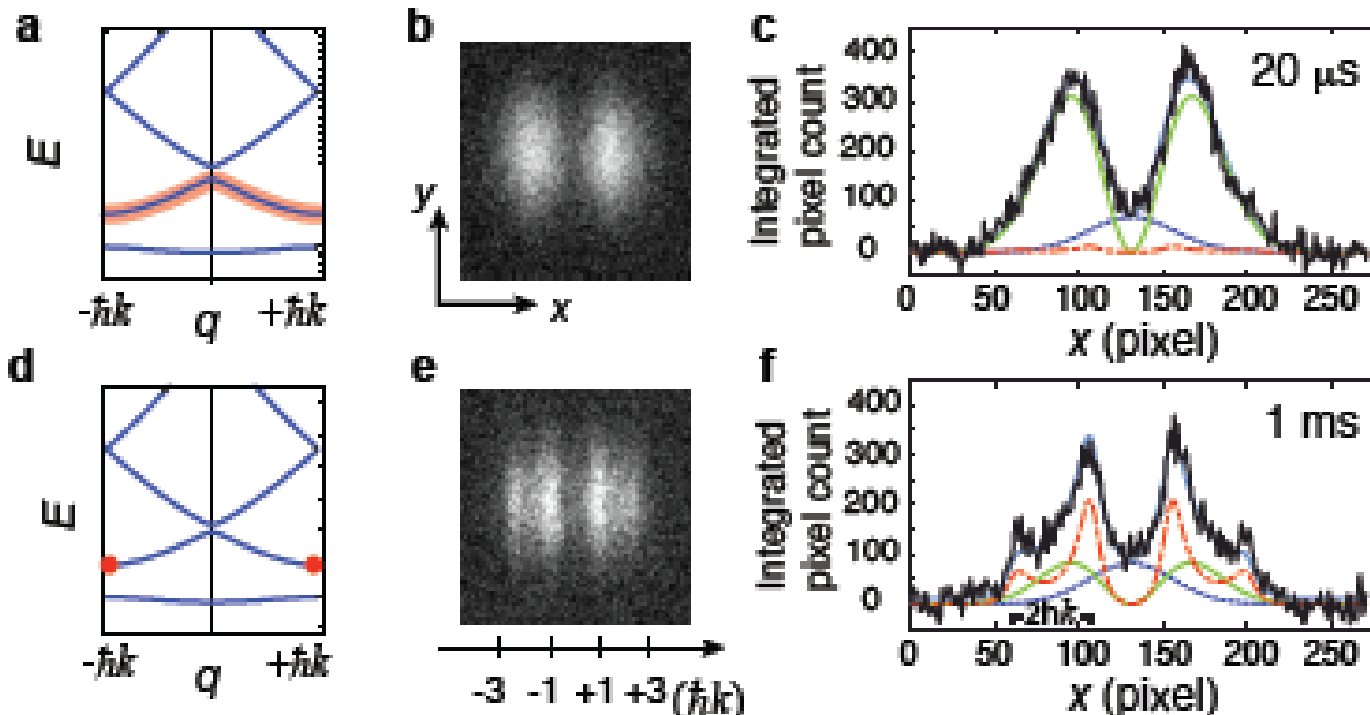 a
E
-ħk
q
+ħk
b
y
x
c
Integrated
pixel count
400
300
200
100
0
20 µs
0
50
100
150
200
250
x (pixel)
d
E
-ħk
q
+ħk
e
-3
-1
+1
+3
(ħk)
f
Integrated
pixel count
400
300
200
100
0
1 ms
2ħk
0
50
100
150
200
250
x (pixel)